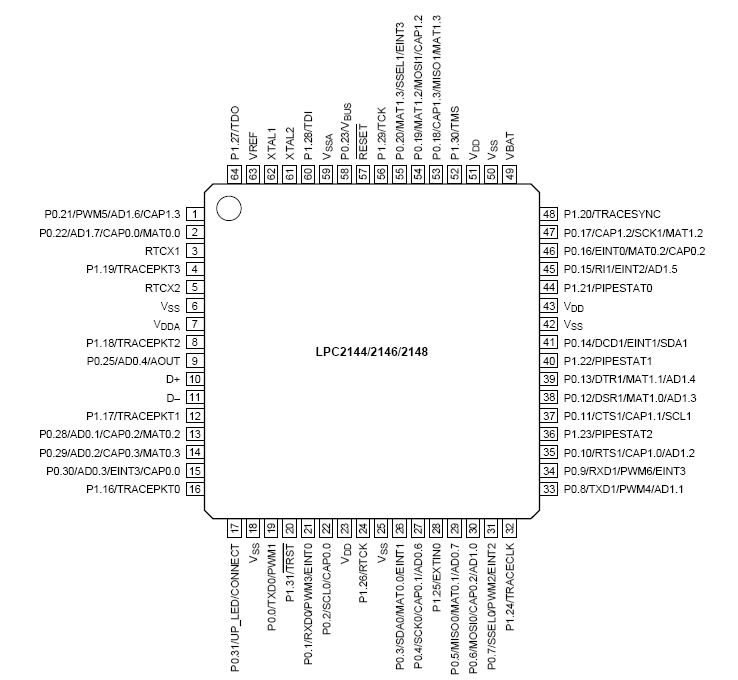 P1.27/TDO
VREF
XTAL1
XTAL2
P1.28/TDI
VSSA
P0.23/VBUS
RESET
P1.29/TCK
P0.20/MAT1.3/SSEL1/EINT3
P0.19/MAT1.2/MOSI1/CAP1.2
P0.18/CAP1.3/MISO1/MAT1.3
P1.30/TMS
VDD
VSS
VBAT
64 63 62 61 60 59 58 57 56 55 54 53 52 51 50 49
P0.21/PWM5/AD1.6/CAP1.3 1
P0.22/AD1.7/CAP0.0/MAT0.0 2
RTCX1 3
P1.19/TRACEPKT3 4
RTCX2 5
VSS 6
VDDA 7
P1.18/TRACEPKT2 8
P0.25/AD0.4/AOUT 9
D+ 10
D– 11
P1.17/TRACEPKT1 12
P0.28/AD0.1/CAP0.2/MAT0.2 13
P0.29/AD0.2/CAP0.3/MAT0.3 14
P0.30/AD0.3/EINT3/CAP0.0 15
P1.16/TRACEPKT0 16
LPC2144/2146/2148
48 P1.20/TRACESYNC
47 P0.17/CAP1.2/SCK1/MAT1.2
46 P0.16/EINT0/MAT0.2/CAP0.2
45 P0.15/RI1/EINT2/AD1.5
44 P1.21/PIPESTAT0
43 VDD
42 VSS
41 P0.14/DCD1/EINT1/SDA1
40 P1.22/PIPESTAT1
39 P0.13/DTR1/MAT1.1/AD1.4
38 P0.12/DSR1/MAT1.0/AD1.3
37 P0.11/CTS1/CAP1.1/SCL1
36 P1.23/PIPESTAT2
35 P0.10/RTS1/CAP1.0/AD1.2
34 P0.9/RXD1/PWM6/EINT3
33 P0.8/TXD1/PWM4/AD1.1
17 18 19 20 21 22 23 24 25 26 27 28 29 30 31 32
P0.31/UP_LED/CONNECT
VSS
P0.0/TXD0/PWM1
P1.31/TRST
P0.1/RXD0/PWM3/EINT0
P0.2/SCL0/CAP0.0
VDD
P1.26/RTCK
VSS
P0.3/SDA0/MAT0.0/EINT1
P0.4/SCK0/CAP0.1/AD0.6
P1.25/EXTIN0
P0.5/MISO0/MAT0.1/AD0.7
P0.6/MOSI0/CAP0.2/AD1.0
P0.7/SSEL0/PWM2/EINT2
P1.24/TRACECLK